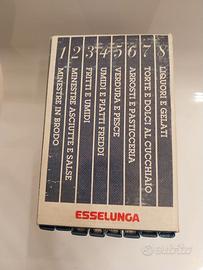 1 MINESTRE IN BRODO
2 MINESTRE ASCIUTTE E SALSE
3 FRITTI E UMIDI
4 UMIDI E PIATTI FREDDI
5 VERDURA E PESCE
6 ARROSTI E PASTICCERIA
7 TORTE E DOLCI AL CUCCHIAIO
8 LIQUORI E GELATI
ESSELUNGA
subito